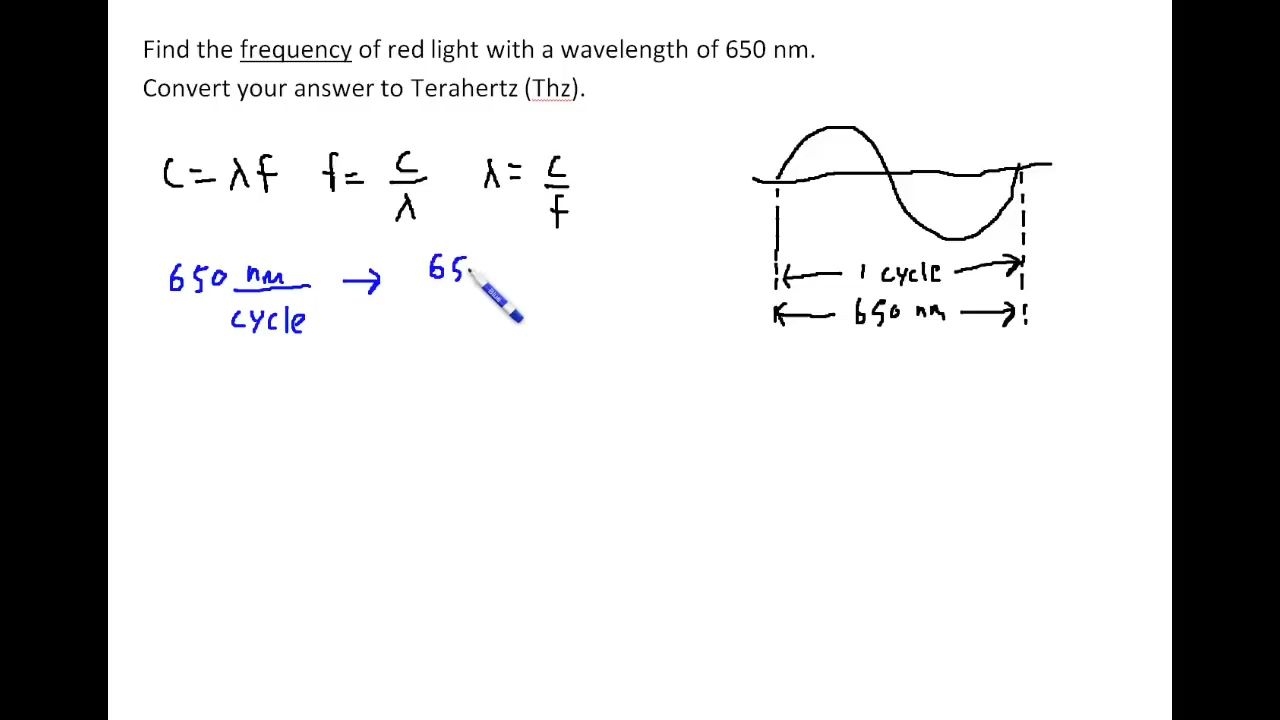 Find the frequency of red light with a wavelength of 650 nm.
Convert your answer to Terahertz (Thz).
C = λf f = C/λ λ = C/F
650 nm/cycle → 65
1 cycle
650 nm